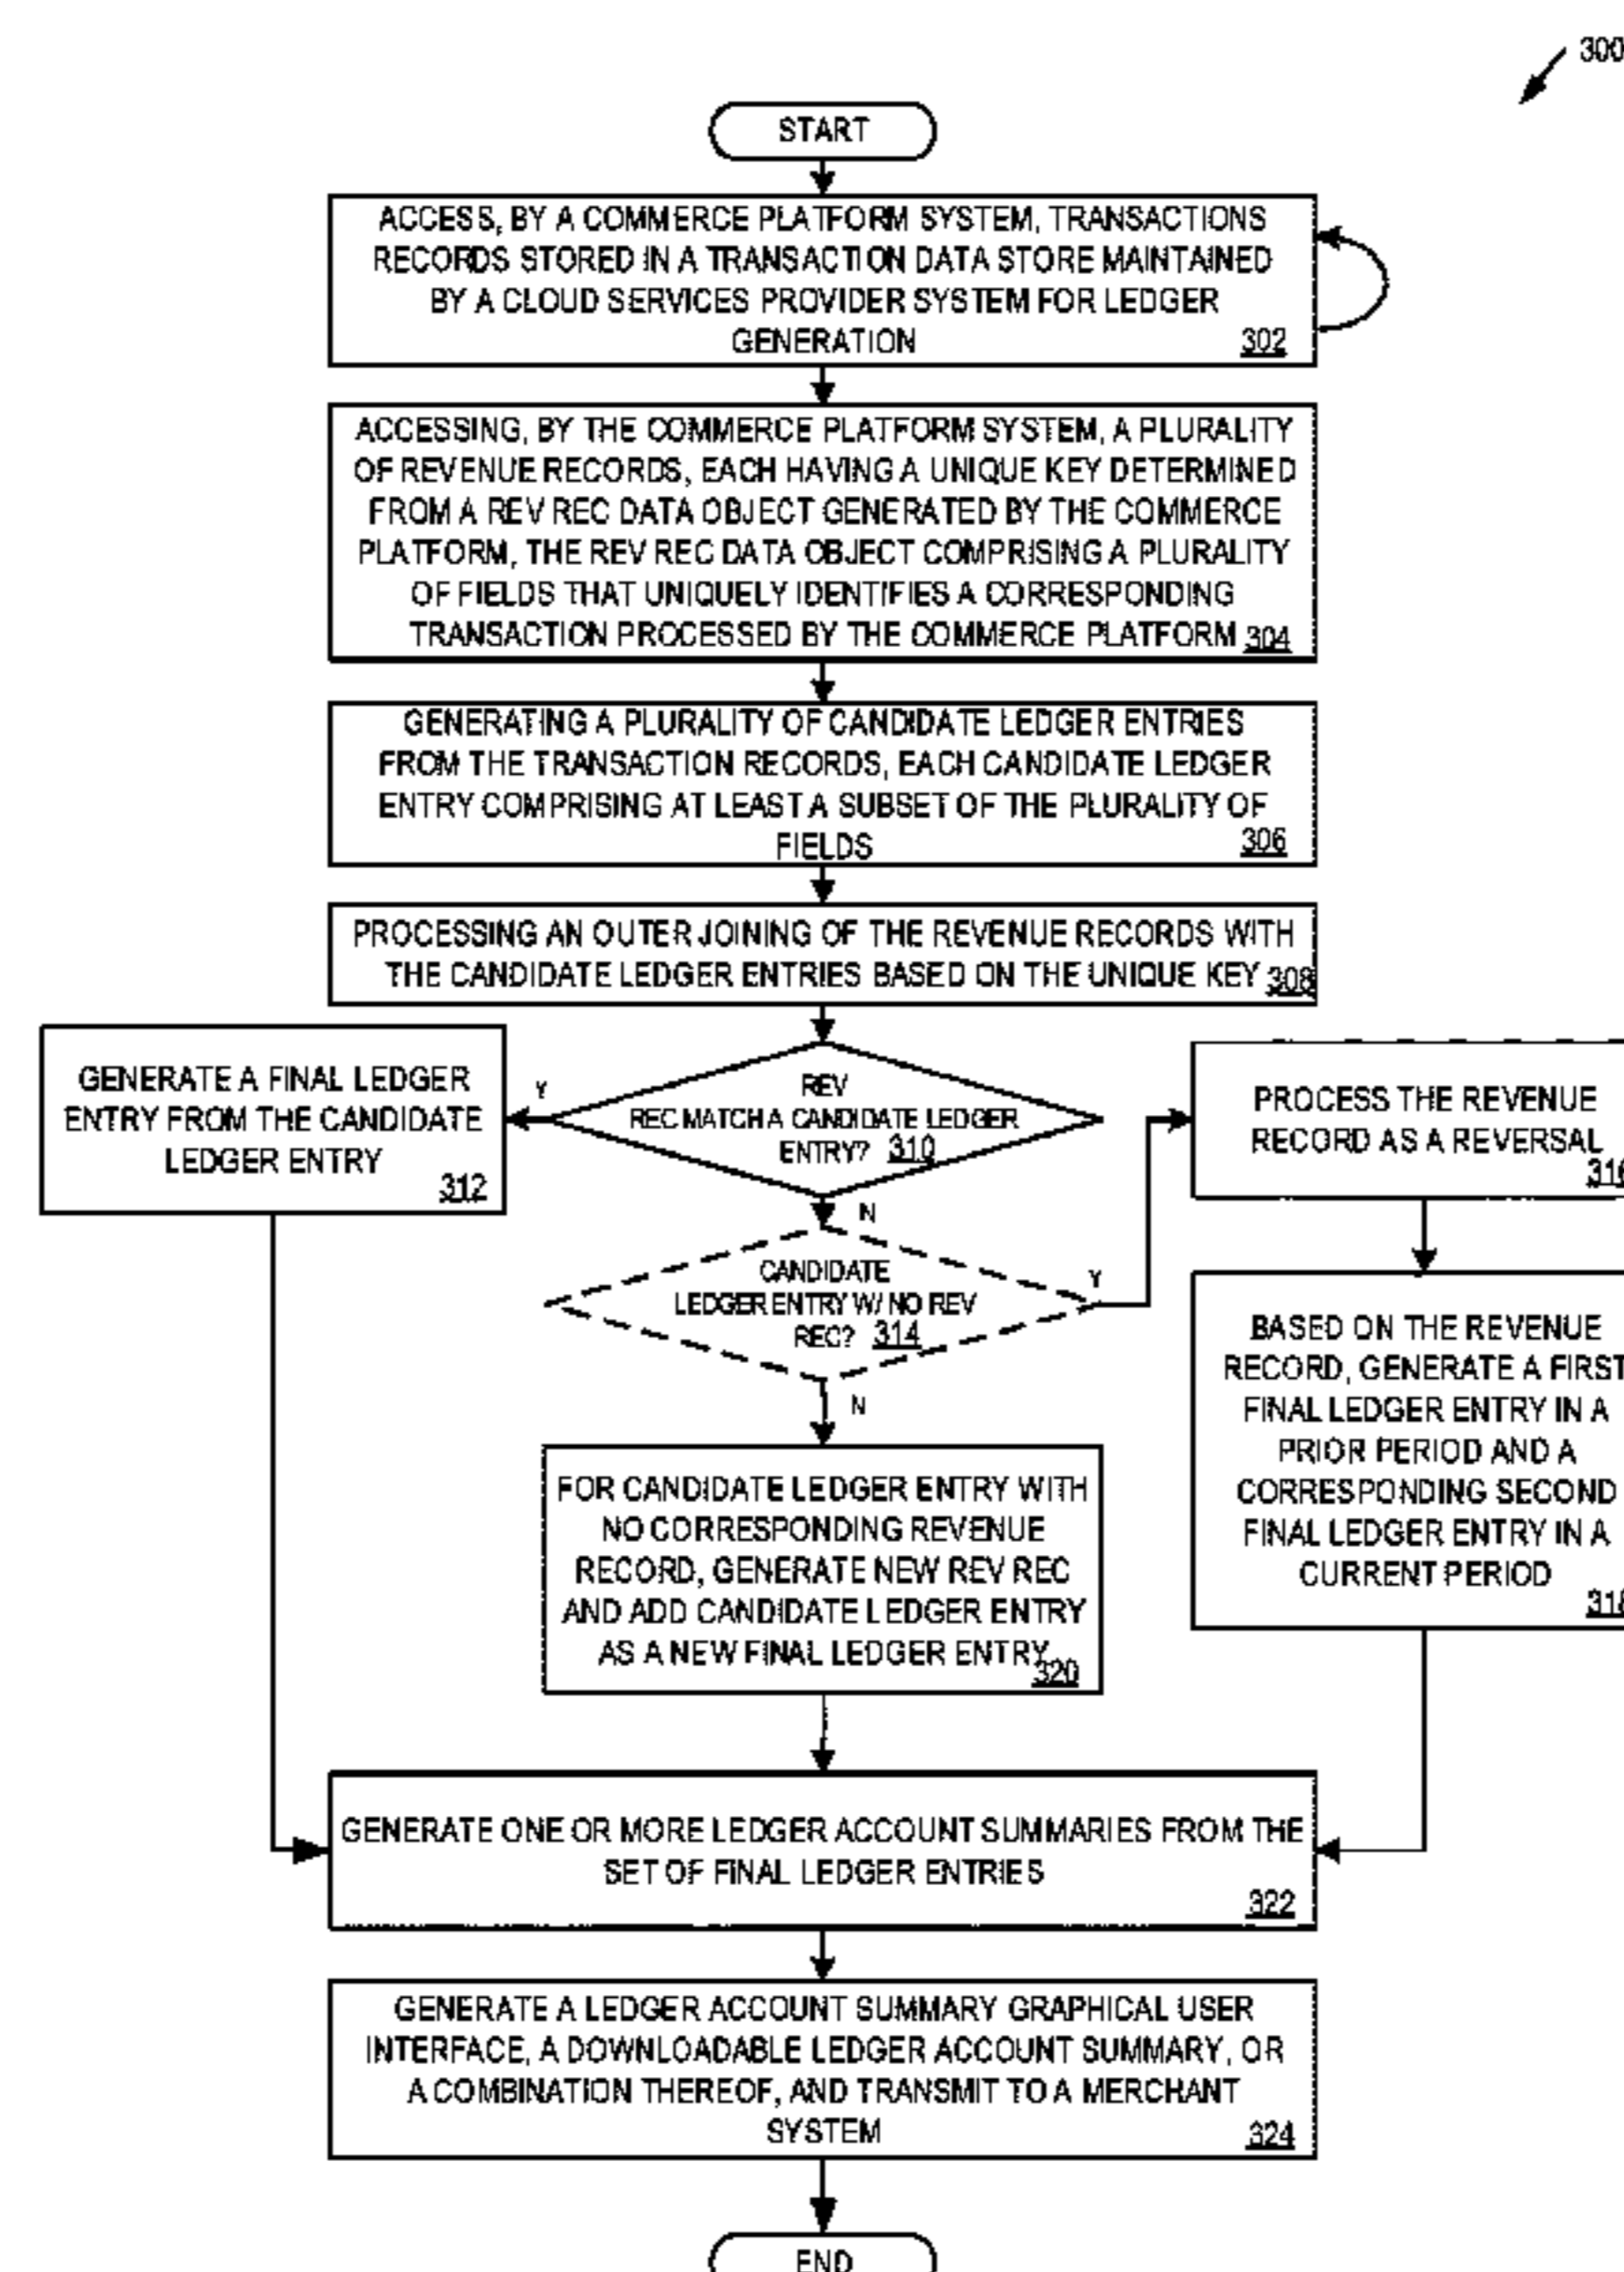 300
START
ACCESS, BY A COMMERCE PLATFORM SYSTEM, TRANSACTIONS
RECORDS STORED IN A TRANSACTION DATA STORE MAINTAINED
BY A CLOUD SERVICES PROVIDER SYSTEM FOR LEDGER
GENERATION
302
ACCESSING, BY THE COMMERCE PLATFORM SYSTEM, A PLURALITY
OF REVENUE RECORDS, EACH HAVING A UNIQUE KEY DETERMINED
FROM A REV REC DATA OBJECT GENERATED BY THE COMMERCE
PLATFORM, THE REV REC DATA OBJECT COMPRISING A PLURALITY
OF FIELDS THAT UNIQUELY IDENTIFIES A CORRESPONDING
TRANSACTION PROCESSED BY THE COMMERCE PLATFORM 304
GENERATING A PLURALITY OF CANDIDATE LEDGER ENTRIES
FROM THE TRANSACTION RECORDS, EACH CANDIDATE LEDGER
ENTRY COMPRISING AT LEAST A SUBSET OF THE PLURALITY OF
FIELDS
306
PROCESSING AN OUTER JOINING OF THE REVENUE RECORDS WITH
THE CANDIDATE LEDGER ENTRIES BASED ON THE UNIQUE KEY 308
GENERATE A FINAL LEDGER
ENTRY FROM THE CANDIDATE
LEDGER ENTRY
312
Y
REV
REC MATCH A CANDIDATE LEDGER
ENTRY? 310
N
PROCESS THE REVENUE
RECORD AS A REVERSAL
CANDIDATE
LEDGER ENTRY W/ NO REV
REC? 314
Y
N
BASED ON THE REVENUE
RECORD, GENERATE A FIRST
FINAL LEDGER ENTRY IN A
PRIOR PERIOD AND A
CORRESPONDING SECOND
FINAL LEDGER ENTRY IN A
CURRENT PERIOD
FOR CANDIDATE LEDGER ENTRY WITH
NO CORRESPONDING REVENUE
RECORD, GENERATE NEW REV REC
AND ADD CANDIDATE LEDGER ENTRY
AS A NEW FINAL LEDGER ENTRY
320
GENERATE ONE OR MORE LEDGER ACCOUNT SUMMARIES FROM THE
SET OF FINAL LEDGER ENTRIES
322
GENERATE A LEDGER ACCOUNT SUMMARY GRAPHICAL USER
INTERFACE, A DOWNLOADABLE LEDGER ACCOUNT SUMMARY, OR
A COMBINATION THEREOF, AND TRANSMIT TO A MERCHANT
SYSTEM
324
END